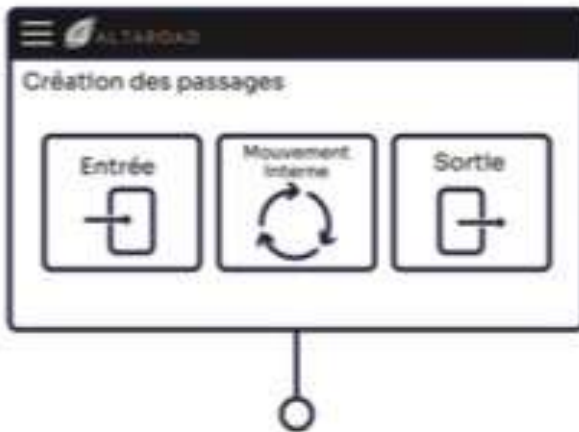 ALTAROAD
Création des passages
Entrée
Mouvement
Interne
Sortie